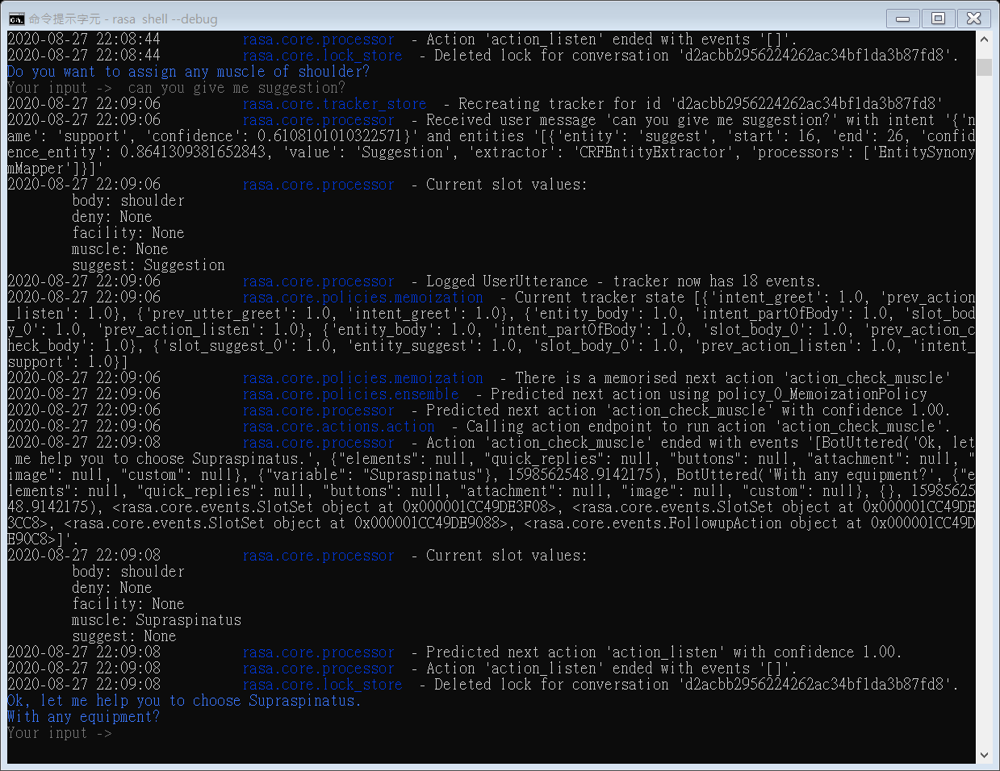 命令提示字元 - rasa  shell --debug
2020-08-27 22:08:44 rasa.core.processor  - Action 'action_listen' ended with events '[]'.
2020-08-27 22:08:44 rasa.core.lock_store  - Deleted lock for conversation 'd2acbb2956224262ac34bf1da3b87fd8'.
Do you want to assign any muscle of shoulder?
Your input ->  can you give me suggestion?
2020-08-27 22:09:06 rasa.core.tracker_store  - Recreating tracker for id 'd2acbb2956224262ac34bf1da3b87fd8'
2020-08-27 22:09:06 rasa.core.processor  - Received user message 'can you give me suggestion?' with intent '{'n
ame': 'support', 'confidence': 0.6108101010322571}' and entities '[{'entity': 'suggest', 'start': 16, 'end': 26, 'confid
ence_entity': 0.8641309381652843, 'value': 'Suggestion', 'extractor': 'CRFEntityExtractor', 'processors': ['EntitySynony
mMapper']}]'
2020-08-27 22:09:06 rasa.core.processor  - Current slot values:
body: shoulder
deny: None
facility: None
muscle: None
suggest: Suggestion
2020-08-27 22:09:06 rasa.core.processor  - Logged UserUtterance - tracker now has 18 events.
2020-08-27 22:09:06 rasa.core.policies.memoization  - Current tracker state [{'intent_greet': 1.0, 'prev_action
_listen': 1.0}, {'prev_utter_greet': 1.0, 'intent_greet': 1.0}, {'entity_body': 1.0, 'intent_partOfBody': 1.0, 'slot_bod
y_0': 1.0, 'prev_action_listen': 1.0}, {'entity_body': 1.0, 'intent_partOfBody': 1.0, 'slot_body_0': 1.0, 'prev_action_c
heck_body': 1.0}, {'slot_suggest_0': 1.0, 'entity_suggest': 1.0, 'slot_body_0': 1.0, 'prev_action_listen': 1.0, 'intent_
support': 1.0}]
2020-08-27 22:09:06 rasa.core.policies.memoization  - There is a memorised next action 'action_check_muscle'
2020-08-27 22:09:06 rasa.core.policies.ensemble  - Predicted next action using policy_0_MemoizationPolicy
2020-08-27 22:09:06 rasa.core.processor  - Predicted next action 'action_check_muscle' with confidence 1.00.
2020-08-27 22:09:06 rasa.core.actions.action  - Calling action endpoint to run action 'action_check_muscle'.
2020-08-27 22:09:08 rasa.core.processor  - Action 'action_check_muscle' ended with events '[BotUttered('Ok, let
me help you to choose Supraspinatus.', {"elements": null, "quick_replies": null, "buttons": null, "attachment": null, "
image": null, "custom": null}, {"variable": "Supraspinatus"}, 1598562548.9142175), BotUttered('With any equipment?', {"e
lements": null, "quick_replies": null, "buttons": null, "attachment": null, "image": null, "custom": null}, {}, 15985625
48.9142175), <rasa.core.events.SlotSet object at 0x000001CC49DE3F08>, <rasa.core.events.SlotSet object at 0x000001CC49DE
3CC8>, <rasa.core.events.SlotSet object at 0x000001CC49DE9088>, <rasa.core.events.FollowupAction object at 0x000001CC49D
E90C8>]'.
2020-08-27 22:09:08 rasa.core.processor  - Current slot values:
body: shoulder
deny: None
facility: None
muscle: Supraspinatus
suggest: None
2020-08-27 22:09:08 rasa.core.processor  - Predicted next action 'action_listen' with confidence 1.00.
2020-08-27 22:09:08 rasa.core.processor  - Action 'action_listen' ended with events '[]'.
2020-08-27 22:09:08 rasa.core.lock_store  - Deleted lock for conversation 'd2acbb2956224262ac34bf1da3b87fd8'.
Ok, let me help you to choose Supraspinatus.
With any equipment?
Your input ->